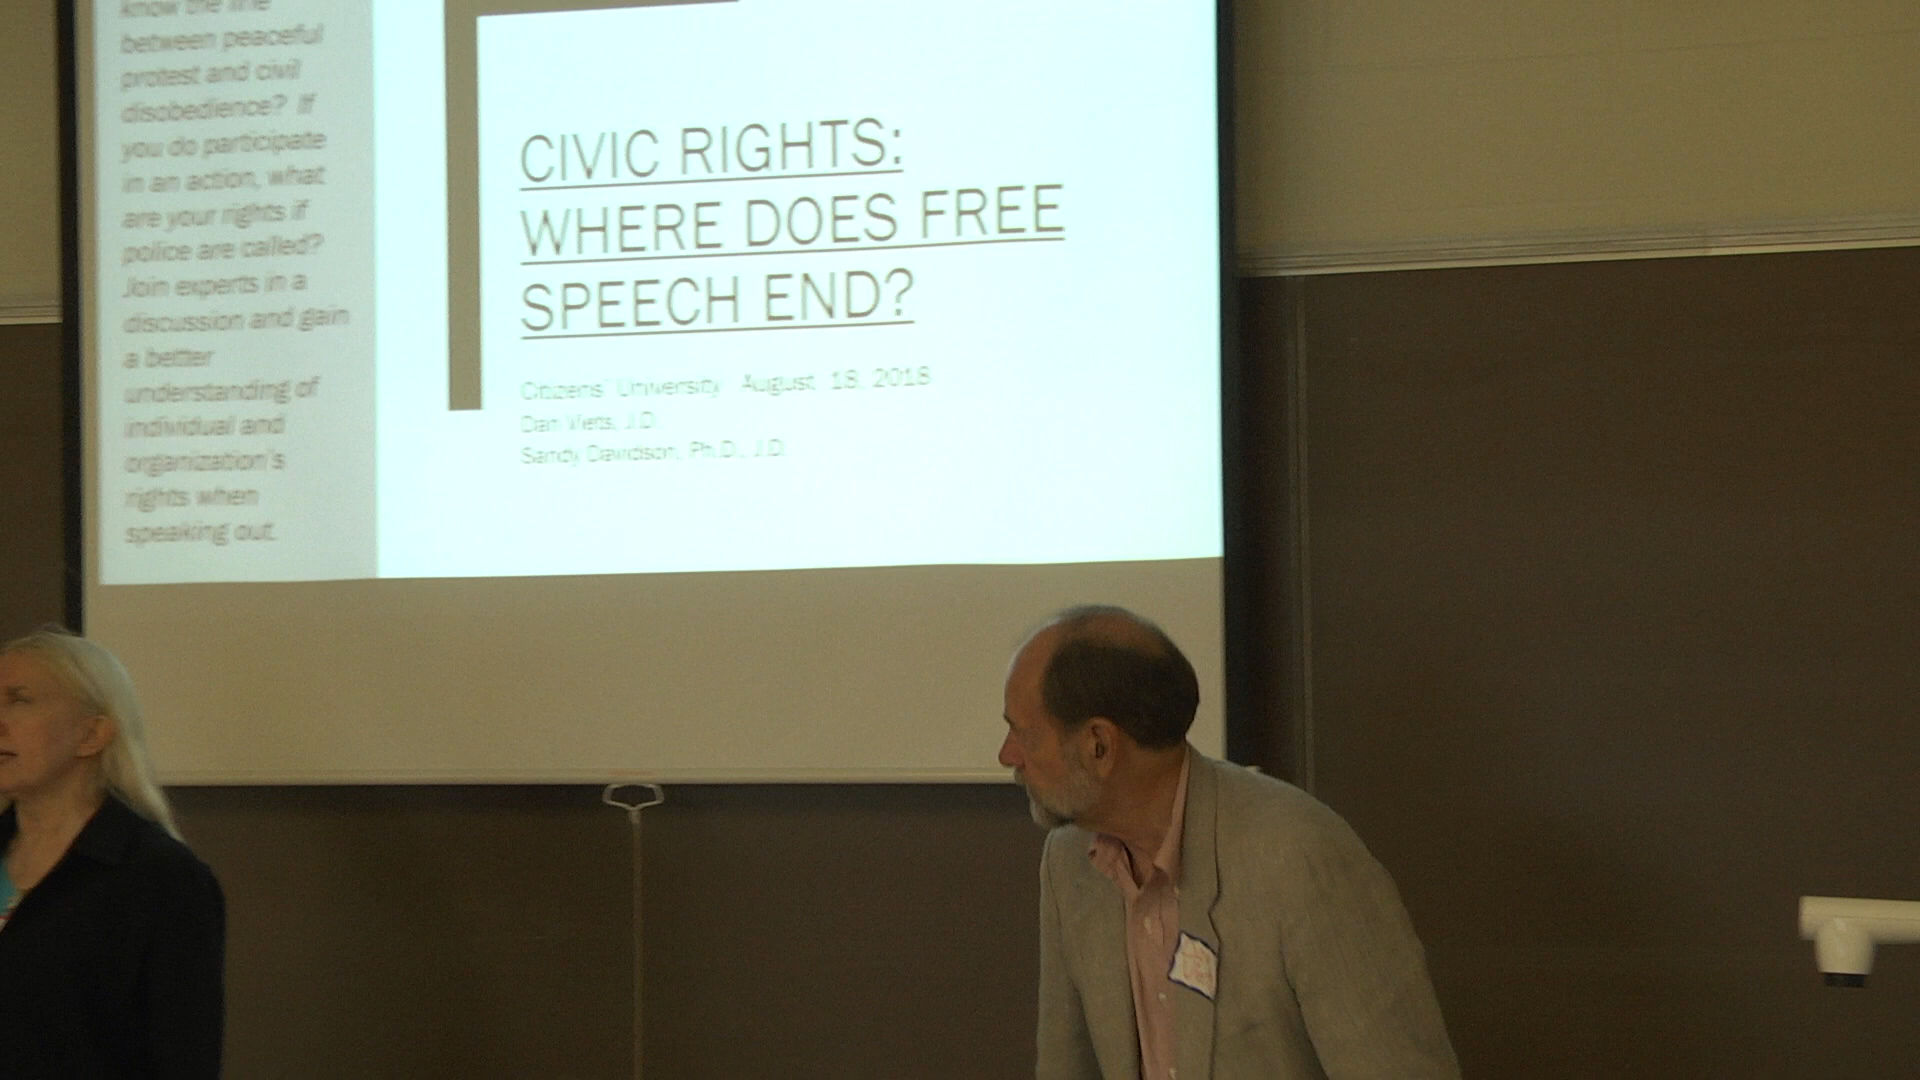 know the line
between peaceful
protest and civil
disobedience? If
you do participate
in an action, what
are your rights if
police are called?
Join experts in a
discussion and gain
a better
understanding of
individual and
organization's
rights when
speaking out.
CIVIC RIGHTS:
WHERE DOES FREE
SPEECH END?
Citizens' University August 18, 2018
Dan Viets, J.D.
Sandy Davidson, Ph.D., J.D.